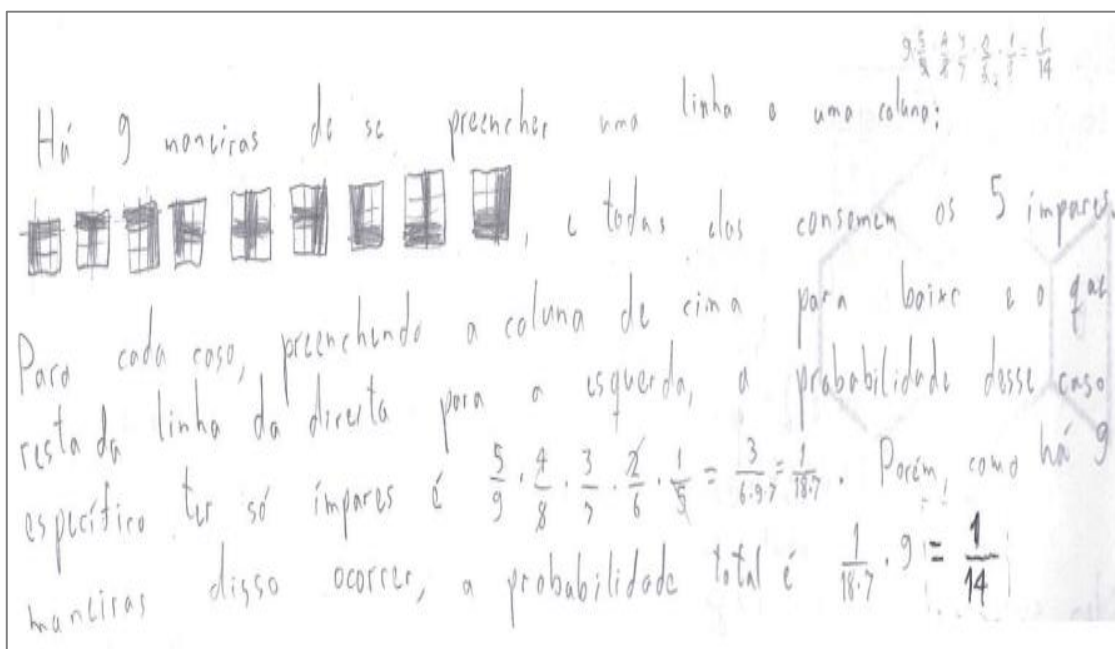 9·5/9·4/8·3/7·2/6·1/5=1/14
Há 9 maneiras de se preencher uma linha e uma coluna:
, e todas elas consomem os 5 ímpares
Para cada caso, preenchendo a coluna de cima para baixo e o que
resta da linha da direita para a esquerda, a probabilidade desse caso
específico ter só ímpares é 5/9 · 4/8 · 3/7 · 2/6 · 1/5 = 3/6·9·7 = 1/18·7. Porém, como há 9
maneiras disso ocorrer, a probabilidade total é 1/18·7 · 9 = 1/14